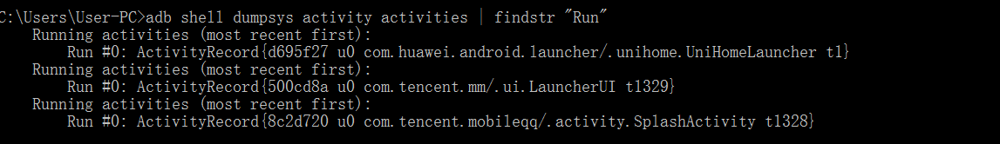 C:\Users\User-PC>adb shell dumpsys activity activities | findstr "Run"
Running activities (most recent first):
Run #0: ActivityRecord{d695f27 u0 com.huawei.android.launcher/.unihome.UniHomeLauncher t1}
Running activities (most recent first):
Run #0: ActivityRecord{500cd8a u0 com.tencent.mm/.ui.LauncherUI t1329}
Running activities (most recent first):
Run #0: ActivityRecord{8c2d720 u0 com.tencent.mobileqq/.activity.SplashActivity t1328}